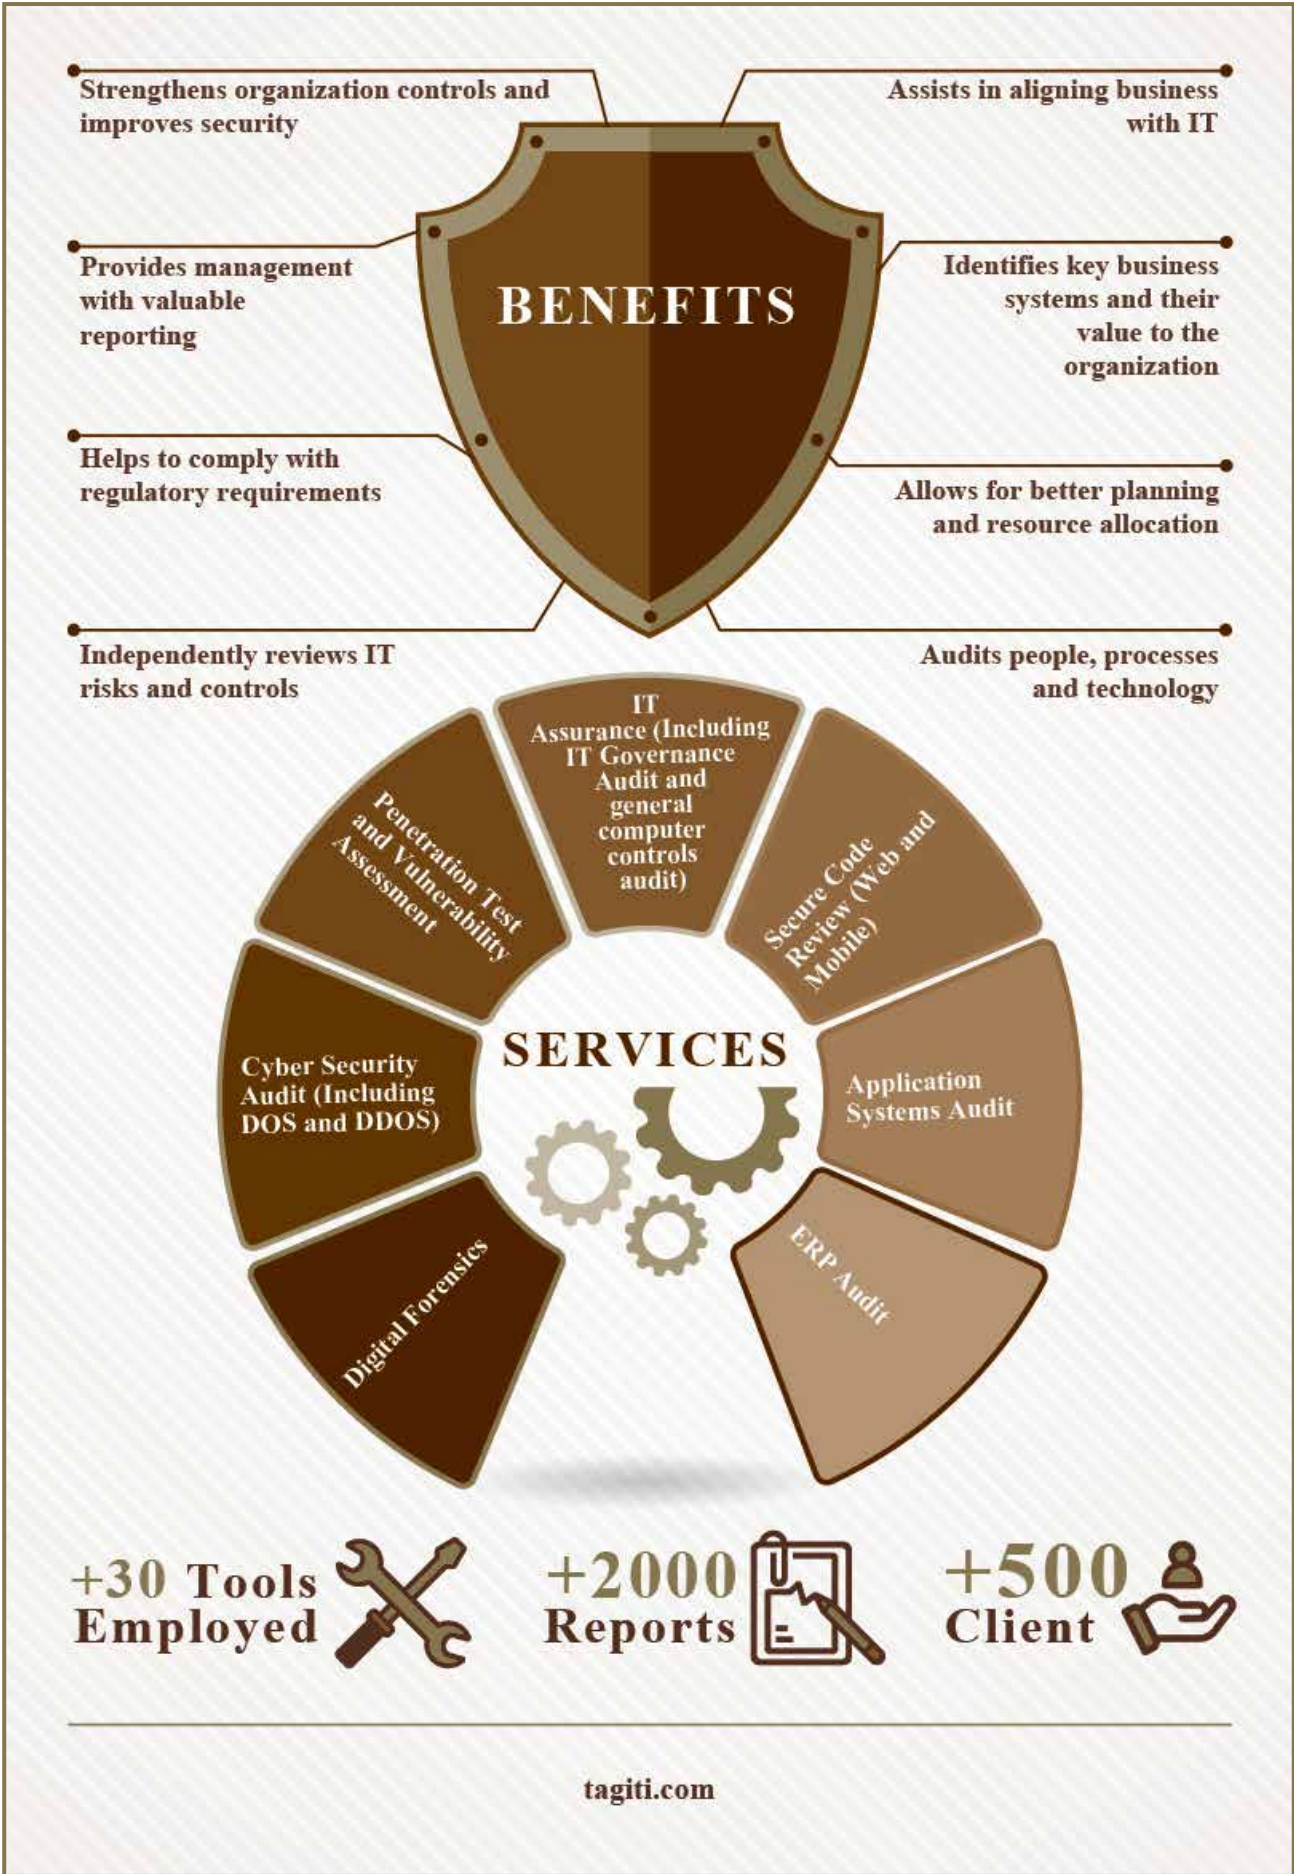 Strengthens organization controls and
improves security
Assists in aligning business
with IT
Provides management
with valuable
reporting
BENEFITS
Identifies key business
systems and their
value to the
organization
Helps to comply with
regulatory requirements
Allows for better planning
and resource allocation
Independently reviews IT
risks and controls
Audits people, processes
and technology
IT
Assurance (Including
IT Governance
Audit and
general
computer
controls
audit)
Penetration Test
and Vulnerability
Assessment
Secure Code
Review (Web and
Mobile)
Cyber Security
Audit (Including
DOS and DDOS)
SERVICES
Application
Systems Audit
Digital Forensics
ERP Audit
+30 Tools
Employed
+2000
Reports
+500
Client
tagiti.com